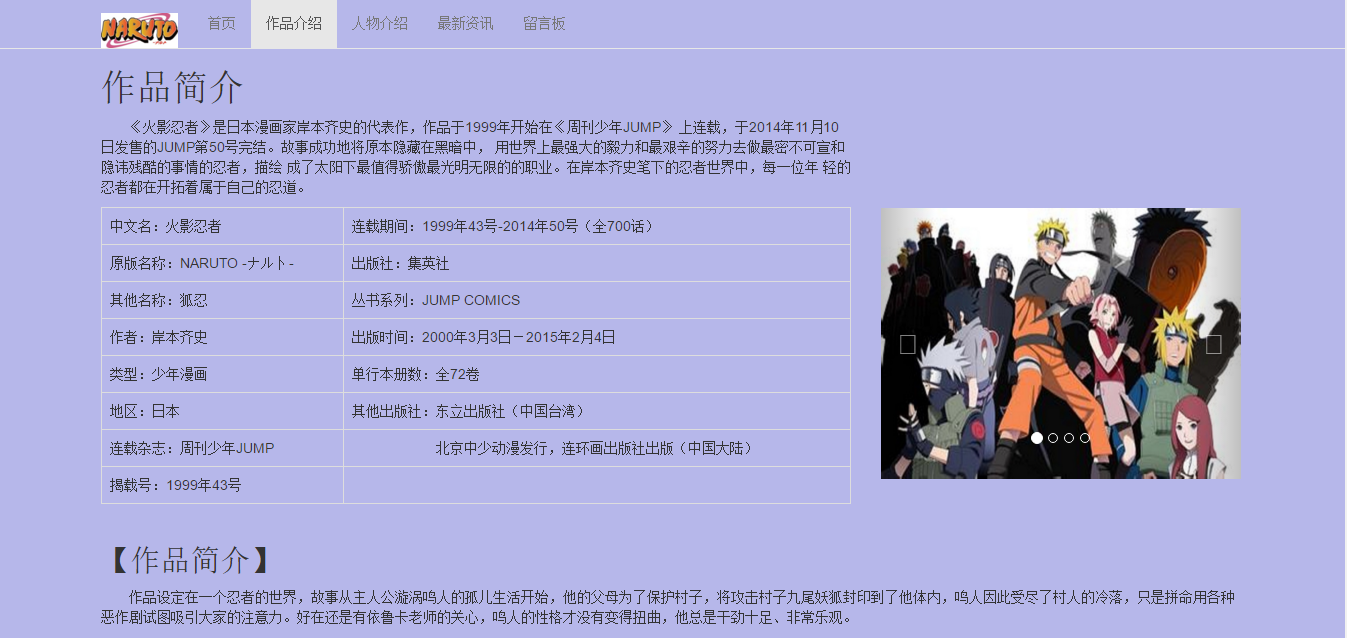 NARUTO
首页 作品介绍 人物介绍 最新资讯 留言板
作品简介
《火影忍者》是日本漫画家岸本齐史的代表作，作品于1999年开始在《周刊少年JUMP》 上连载，于2014年11月10
日发售的JUMP第50号完结。故事成功地将原本隐藏在黑暗中， 用世界上最强大的毅力和最艰辛的努力去做最密不可宣和
隐讳残酷的事情的忍者，描绘 成了太阳下最值得骄傲最光明无限的的职业。在岸本齐史笔下的忍者世界中，每一位年 轻的
忍者都在开拓着属于自己的忍道。
中文名：火影忍者 连载期间：1999年43号-2014年50号（全700话）
原版名称：NARUTO -ナルト- 出版社：集英社
其他名称：狐忍 丛书系列：JUMP COMICS
作者：岸本齐史 出版时间：2000年3月3日－2015年2月4日
类型：少年漫画 单行本册数：全72卷
地区：日本 其他出版社：东立出版社（中国台湾）
连载杂志：周刊少年JUMP 北京中少动漫发行，连环画出版社出版（中国大陆）
揭载号：1999年43号
【作品简介】
作品设定在一个忍者的世界，故事从主人公漩涡鸣人的孤儿生活开始，他的父母为了保护村子，将攻击村子九尾妖狐封印到了他体内，鸣人因此受尽了村人的冷落，只是拼命用各种
恶作剧试图吸引大家的注意力。好在还是有依鲁卡老师的关心，鸣人的性格才没有变得扭曲，他总是干劲十足、非常乐观。